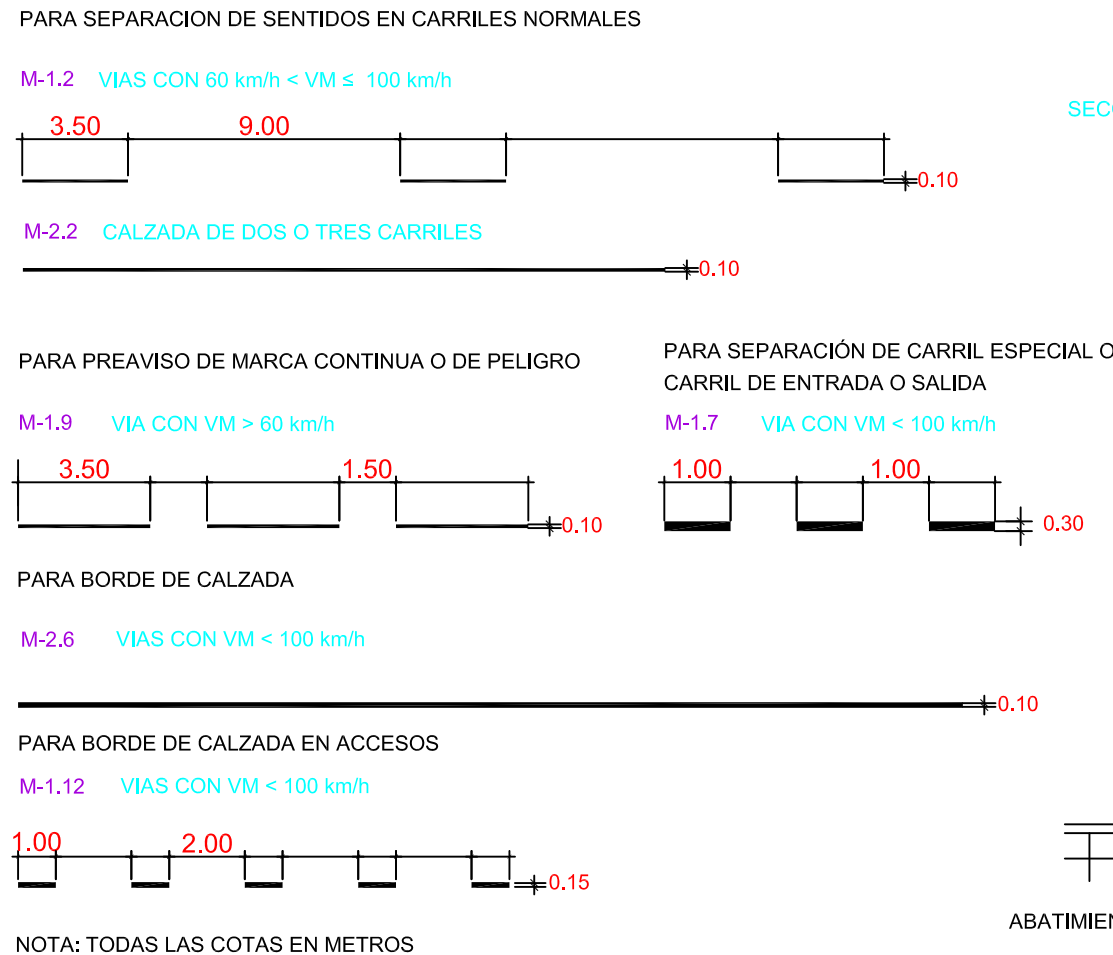 PARA SEPARACION DE SENTIDOS EN CARRILES NORMALES
M-1.2 VIAS CON 60 km/h < VM ≤ 100 km/h
3.50 9.00
0.10
M-2.2 CALZADA DE DOS O TRES CARRILES
0.10
PARA PREAVISO DE MARCA CONTINUA O DE PELIGRO
M-1.9 VIA CON VM > 60 km/h
3.50 1.50
0.10
PARA SEPARACIÓN DE CARRIL ESPECIAL O
CARRIL DE ENTRADA O SALIDA
M-1.7 VIA CON VM < 100 km/h
1.00 1.00
0.30
PARA BORDE DE CALZADA
M-2.6 VIAS CON VM < 100 km/h
0.10
PARA BORDE DE CALZADA EN ACCESOS
M-1.12 VIAS CON VM < 100 km/h
1.00 2.00
0.15
NOTA: TODAS LAS COTAS EN METROS